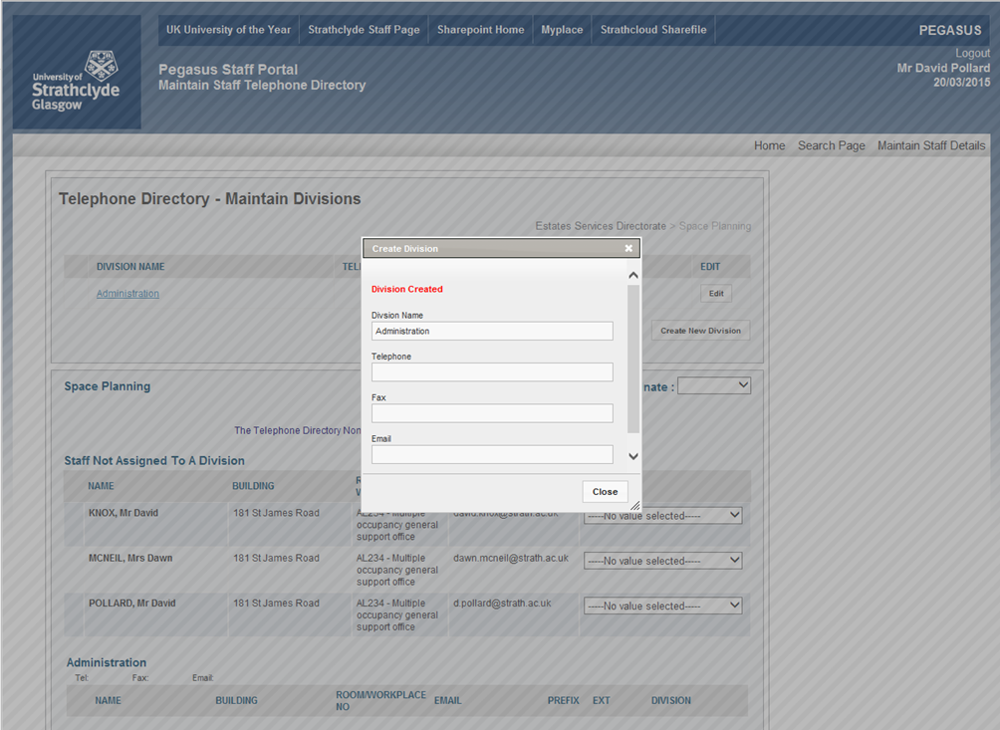 UK University of the Year Strathclyde Staff Page Sharepoint Home Myplace Strathcloud Sharefile PEGASUS
Logout
Mr David Pollard
20/03/2015
University of
Strathclyde
Glasgow
Pegasus Staff Portal
Maintain Staff Telephone Directory
Home Search Page Maintain Staff Details
Telephone Directory - Maintain Divisions
Estates Services Directorate > Space Planning
DIVISION NAME EDIT
Administration Edit
Create New Division
Create Division
Division Created
Divsion Name
Administration
Telephone
Fax
Email
Close
Space Planning
The Telephone Directory
Staff Not Assigned To A Division
NAME BUILDING
KNOX, Mr David 181 St James Road AL234 - Multiple occupancy general support office david.knox@strath.ac.uk -----No value selected-----
MCNEIL, Mrs Dawn 181 St James Road AL234 - Multiple occupancy general support office dawn.mcneil@strath.ac.uk -----No value selected-----
POLLARD, Mr David 181 St James Road AL234 - Multiple occupancy general support office d.pollard@strath.ac.uk -----No value selected-----
Administration
Tel: Fax: Email:
NAME BUILDING ROOM/WORKPLACE NO EMAIL PREFIX EXT DIVISION